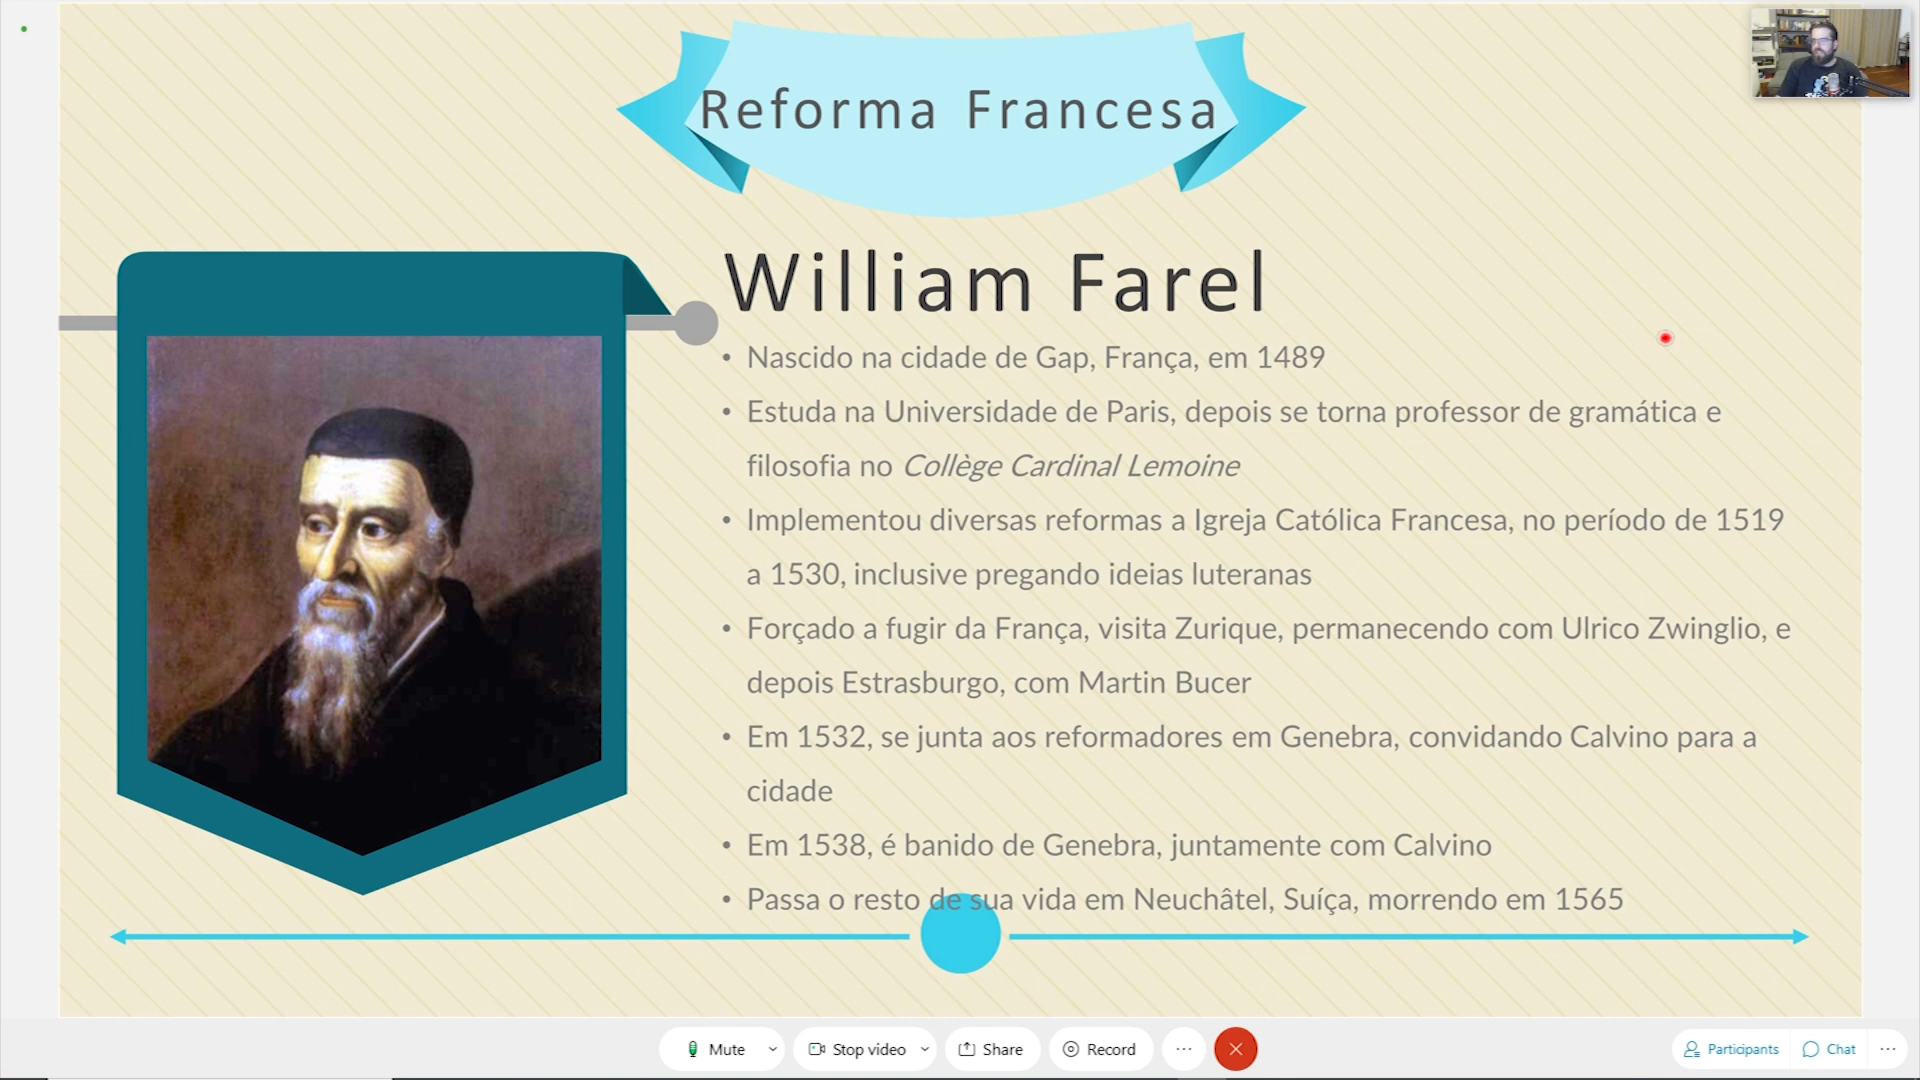 Reforma Francesa
William Farel
• Nascido na cidade de Gap, França, em 1489
• Estuda na Universidade de Paris, depois se torna professor de gramática e
filosofia no Collège Cardinal Lemoine
• Implementou diversas reformas a Igreja Católica Francesa, no período de 1519
a 1530, inclusive pregando ideias luteranas
• Forçado a fugir da França, visita Zurique, permanecendo com Ulrico Zwinglio, e
depois Estrasburgo, com Martin Bucer
• Em 1532, se junta aos reformadores em Genebra, convidando Calvino para a
cidade
• Em 1538, é banido de Genebra, juntamente com Calvino
• Passa o resto de sua vida em Neuchâtel, Suíça, morrendo em 1565
Mute Stop video Share Record Participants Chat